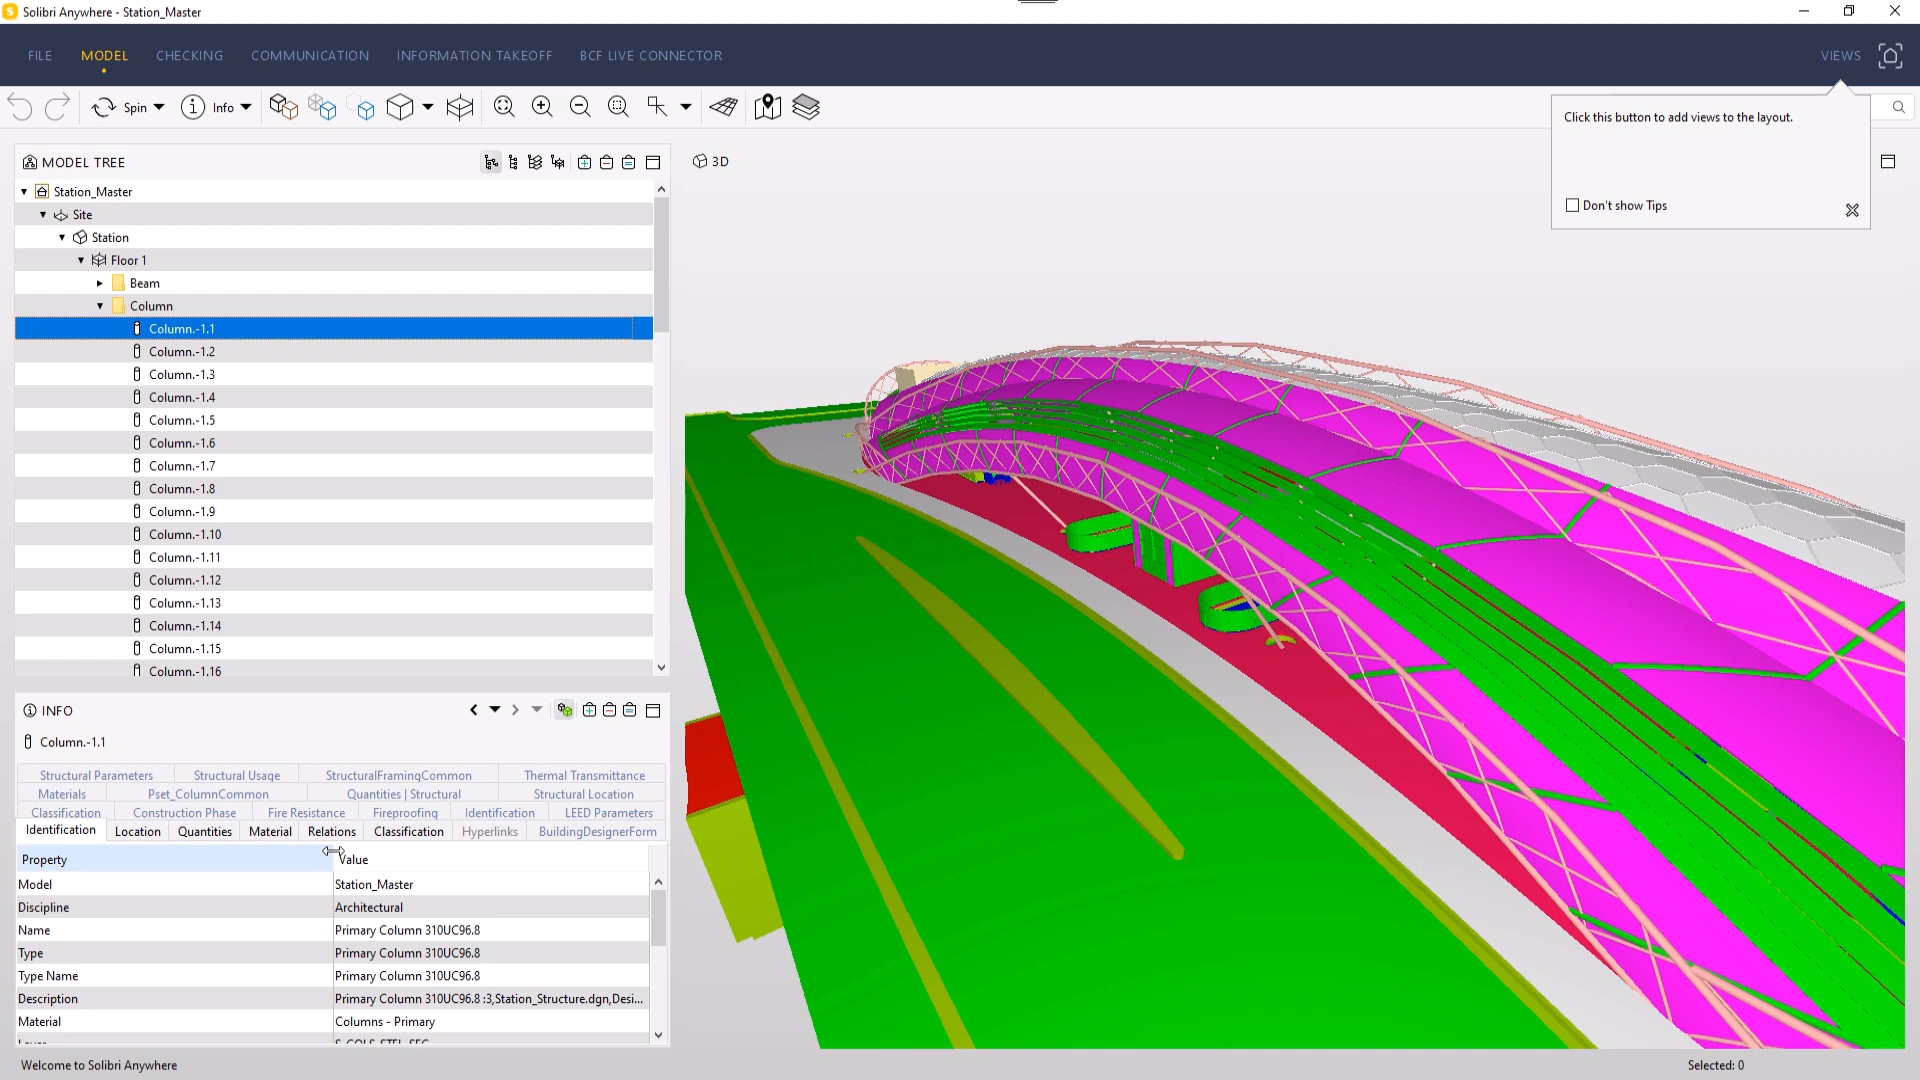 Solibri Anywhere - Station_Master
FILE MODEL CHECKING COMMUNICATION INFORMATION TAKEOFF BCF LIVE CONNECTOR VIEWS
Spin Info
Click this button to add views to the layout.
Don't show Tips
MODEL TREE
3D
Station_Master
Site
Station
Floor 1
Beam
Column
Column.-1.1
Column.-1.2
Column.-1.3
Column.-1.4
Column.-1.5
Column.-1.6
Column.-1.7
Column.-1.8
Column.-1.9
Column.-1.10
Column.-1.11
Column.-1.12
Column.-1.13
Column.-1.14
Column.-1.15
Column.-1.16
INFO
Column.-1.1
Structural Parameters Structural Usage StructuralFramingCommon Thermal Transmittance
Materials Pset_ColumnCommon Quantities | Structural Structural Location
Classification Construction Phase Fire Resistance Fireproofing Identification LEED Parameters
Identification Location Quantities Material Relations Classification Hyperlinks BuildingDesignerForm
Property Value
Model Station_Master
Discipline Architectural
Name Primary Column 310UC96.8
Type Primary Column 310UC96.8
Type Name Primary Column 310UC96.8
Description Primary Column 310UC96.8 :3,Station_Structure.dgn,Desi...
Material Columns - Primary
Welcome to Solibri Anywhere
Selected: 0